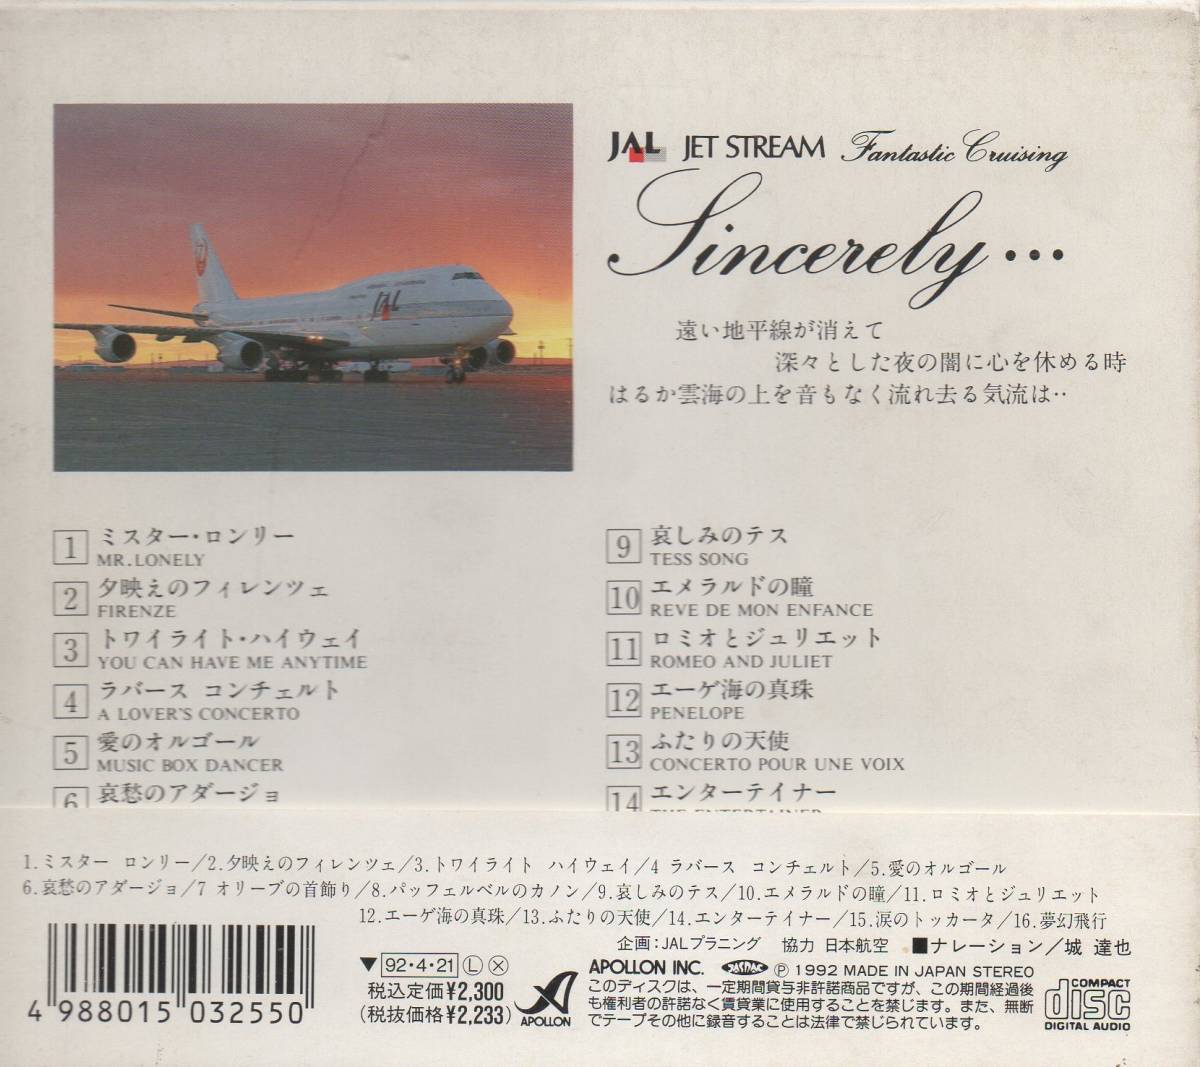 JAL JET STREAM Fantastic Cruising
Sincerely…
遠い地平線が消えて
深々とした夜の闇に心を休める時
はるか雲海の上を音もなく流れ去る気流は‥
JAL
1 ミスター・ロンリー
MR. LONELY
2 夕映えのフィレンツェ
FIRENZE
3 トワイライト・ハイウェイ
YOU CAN HAVE ME ANYTIME
4 ラバース コンチェルト
A LOVER'S CONCERTO
5 愛のオルゴール
MUSIC BOX DANCER
6 哀愁のアダージョ
9 哀しみのテス
TESS SONG
10 エメラルドの瞳
REVE DE MON ENFANCE
11 ロミオとジュリエット
ROMEO AND JULIET
12 エーゲ海の真珠
PENELOPE
13 ふたりの天使
CONCERTO POUR UNE VOIX
14 エンターテイナー
THE ENTERTAINER
1.ミスター ロンリー/2.夕映えのフィレンツェ/3.トワイライト ハイウェイ/4 ラバース コンチェルト/5.愛のオルゴール
6.哀愁のアダージョ/7 オリーブの首飾り/8.パッフェルベルのカノン/9.哀しみのテス/10.エメラルドの瞳/11.ロミオとジュリエット
12.エーゲ海の真珠/13.ふたりの天使/14.エンターテイナー/15.涙のトッカータ/16.夢幻飛行
企画:JALプラニング 協力 日本航空 ■ナレーション/城 達也
4 988015 032550
▼92・4・21 Ⓛ Ⓧ
税込定価¥2,300
(税抜価格¥2,233)
APOLLON
APOLLON INC. JASRAC Ⓟ 1992 MADE IN JAPAN STEREO
このディスクは、一定期間貸与非許諾商品ですが、この期間経過後
も権利者の許諾なく賃貸業に使用することを禁じます。また、無断
でテープその他に録音することは法律で禁じられています。
COMPACT
disc
DIGITAL AUDIO